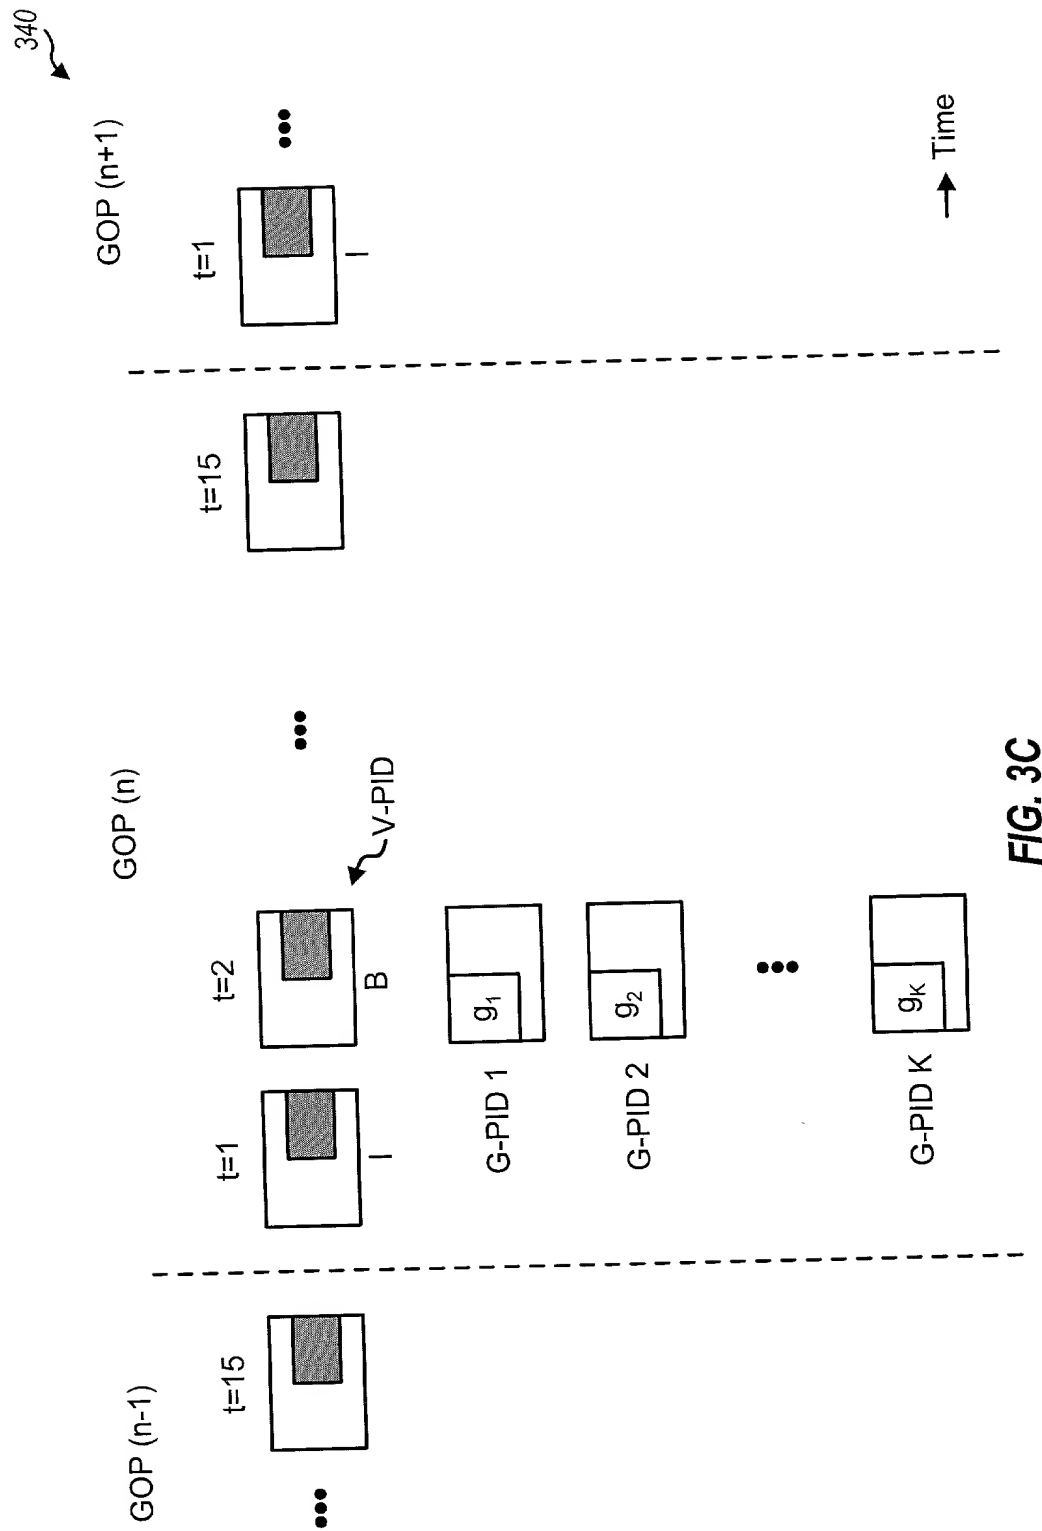 340
GOP (n-1)
GOP (n)
GOP (n+1)
t=15
t=1
t=2
t=15
t=1
I
B
I
V-PID
G-PID 1
g1
G-PID 2
g2
G-PID K
gK
Time
FIG. 3C